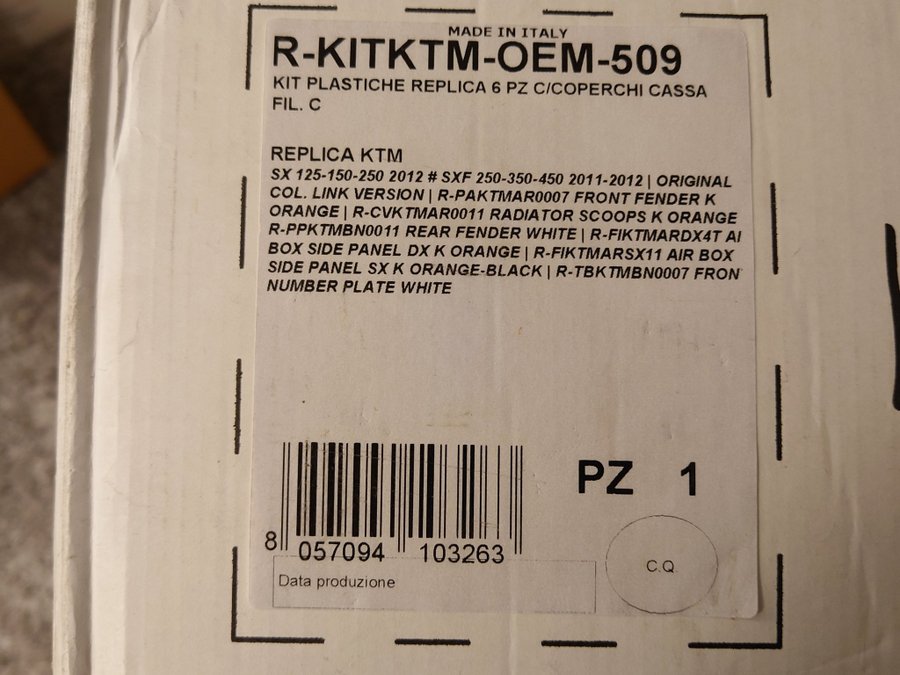 MADE IN ITALY
R-KITKTM-OEM-509
KIT PLASTICHE REPLICA 6 PZ C/COPERCHI CASSA
FIL. C
REPLICA KTM
SX 125-150-250 2012 # SXF 250-350-450 2011-2012 | ORIGINAL
COL. LINK VERSION | R-PAKTMAR0007 FRONT FENDER K
ORANGE | R-CVKTMAR0011 RADIATOR SCOOPS K ORANGE
R-PPKTMBN0011 REAR FENDER WHITE | R-FIKTMARDX4T AI
BOX SIDE PANEL DX K ORANGE | R-FIKTMARSX11 AIR BOX
SIDE PANEL SX K ORANGE-BLACK | R-TBKTMBN0007 FRON
NUMBER PLATE WHITE
PZ 1
8 057094 103263
Data produzione
C.Q